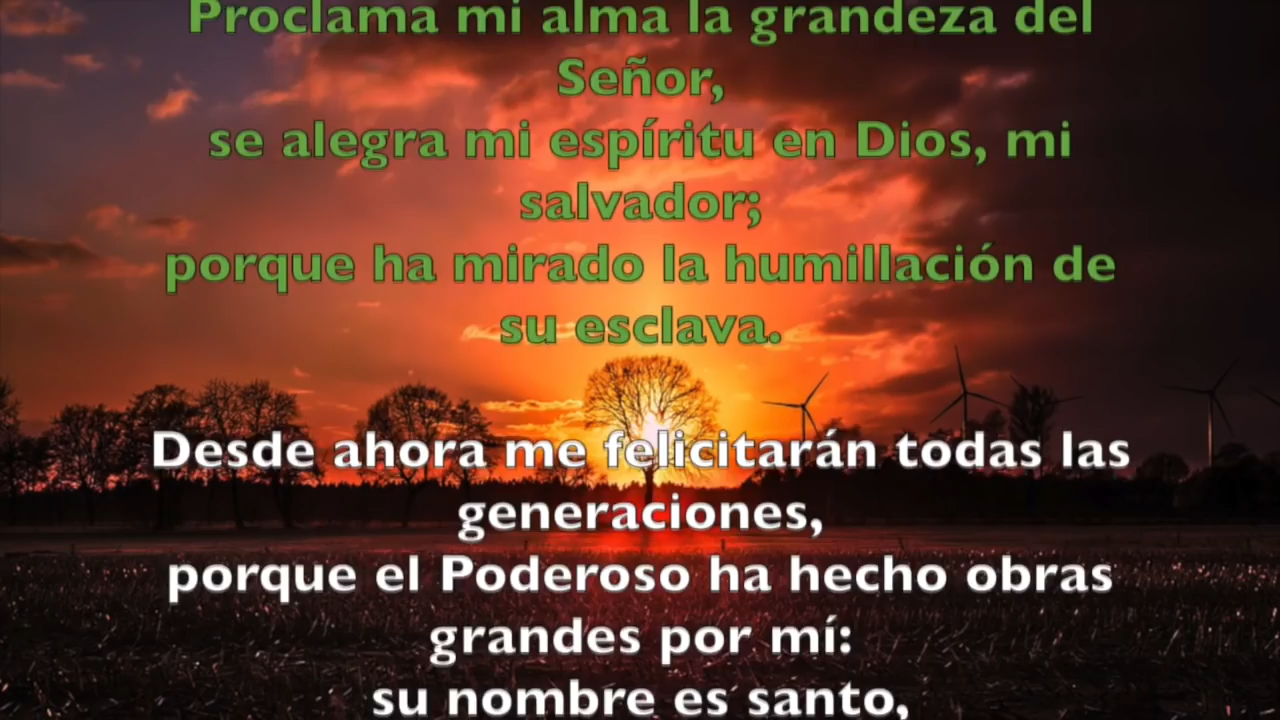 Proclama mi alma la grandeza del
Señor,
se alegra mi espíritu en Dios, mi
salvador;
porque ha mirado la humillación de
su esclava.
Desde ahora me felicitarán todas las
generaciones,
porque el Poderoso ha hecho obras
grandes por mí:
su nombre es santo,